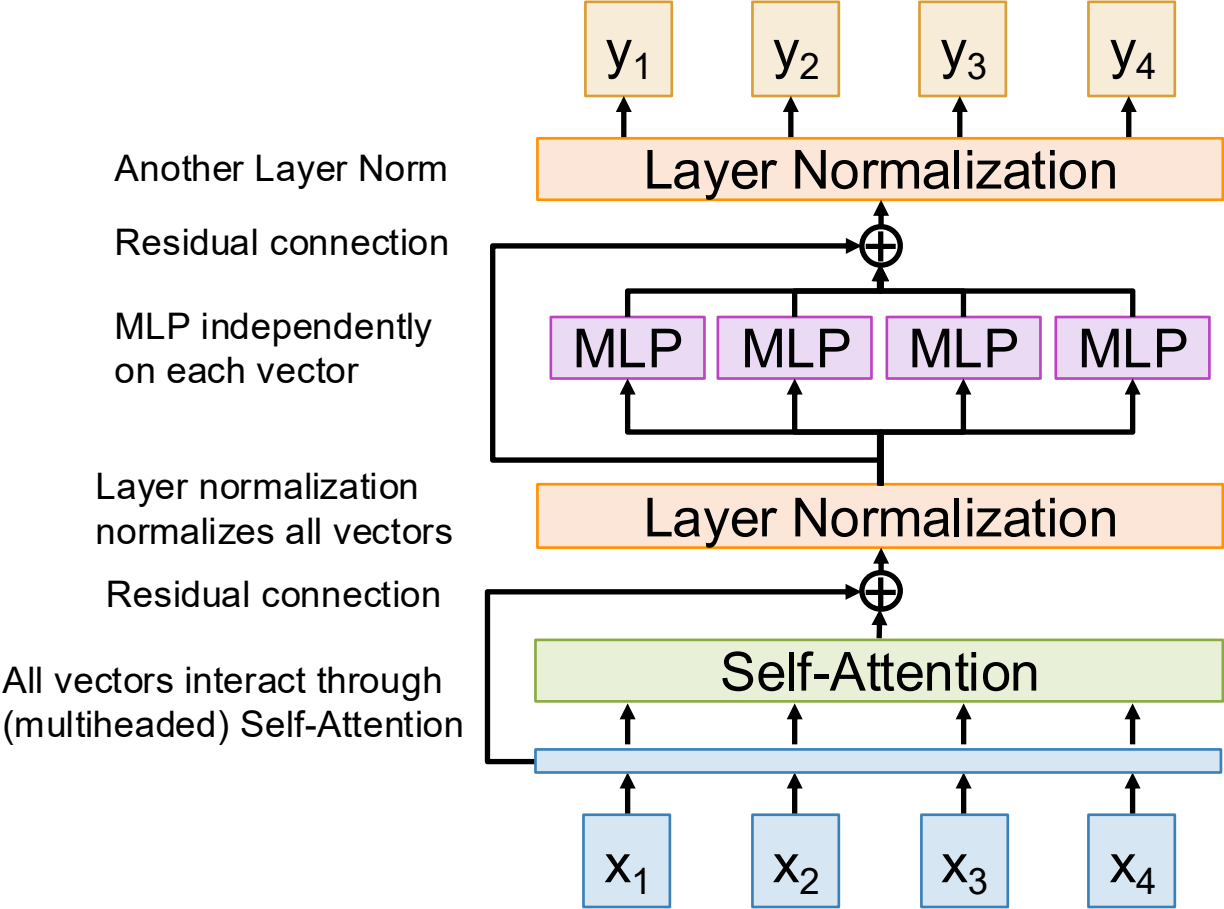 y₁ y₂ y₃ y₄
Another Layer Norm
Layer Normalization
Residual connection
MLP independently
on each vector
MLP MLP MLP MLP
Layer normalization
normalizes all vectors
Layer Normalization
Residual connection
All vectors interact through
(multiheaded) Self-Attention
Self-Attention
x₁ x₂ x₃ x₄